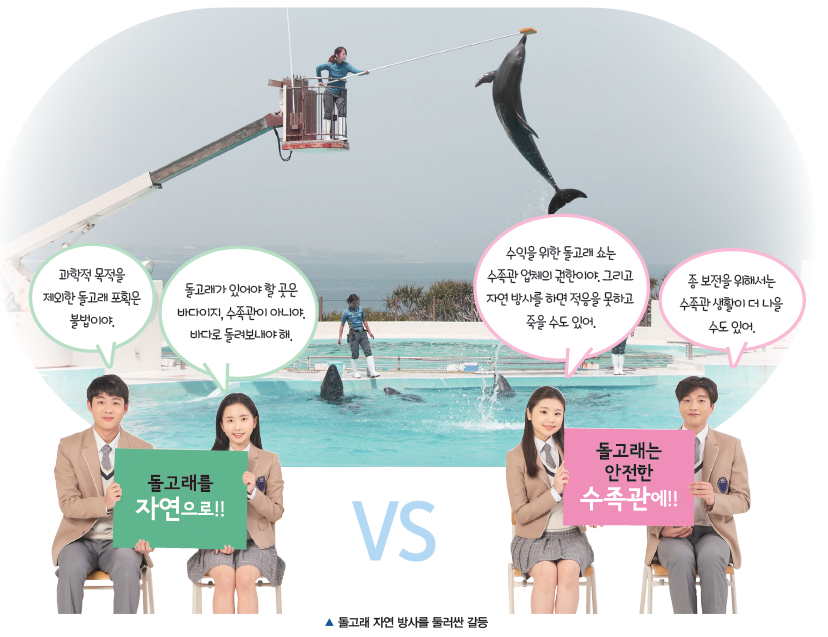 과학적 목적을
제외한 돌고래 포획은
불법이야.
돌고래가 있어야 할 곳은
바다이지, 수족관이 아니야.
바다로 돌려보내야 해.
수익을 위한 돌고래 쇼는
수족관 업체의 권한이야. 그리고
자연 방사를 하면 적응을 못하고
죽을 수도 있어.
종 보전을 위해서는
수족관 생활이 더 나을
수도 있어.
돌고래를
자연으로!!
돌고래는
안전한
수족관에!!
VS
▲ 돌고래 자연 방사를 둘러싼 갈등